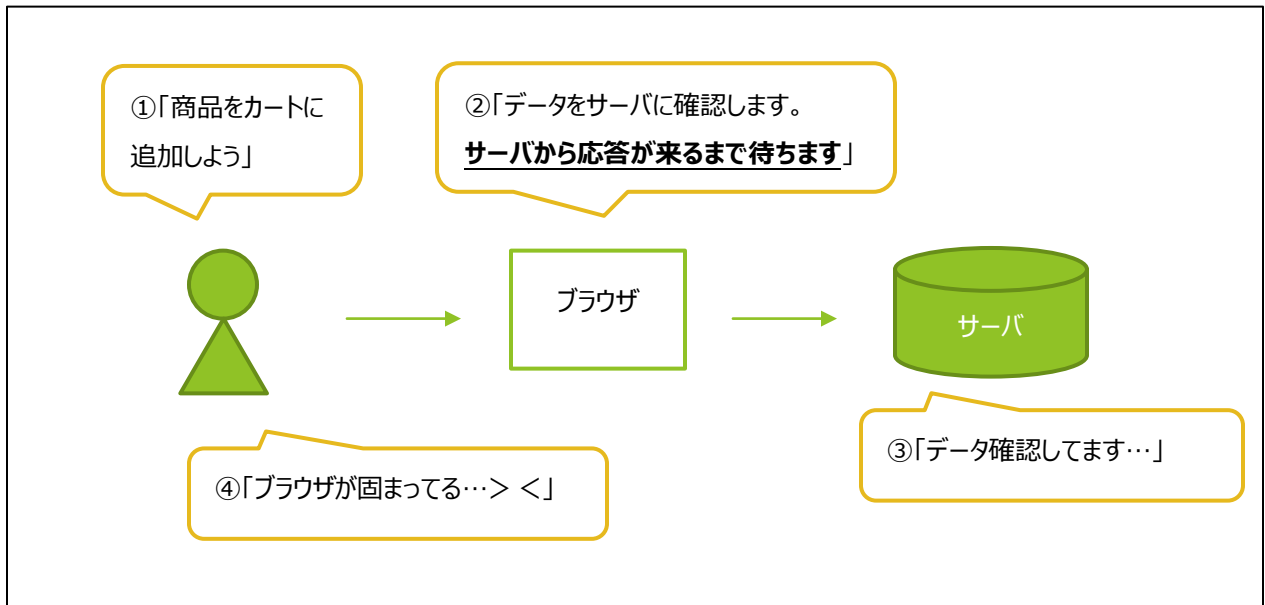 ①「商品をカートに
追加しよう」
②「データをサーバに確認します。
サーバから応答が来るまで待ちます」
ブラウザ
サーバ
③「データ確認してます…」
④「ブラウザが固まってる…＞ ＜」